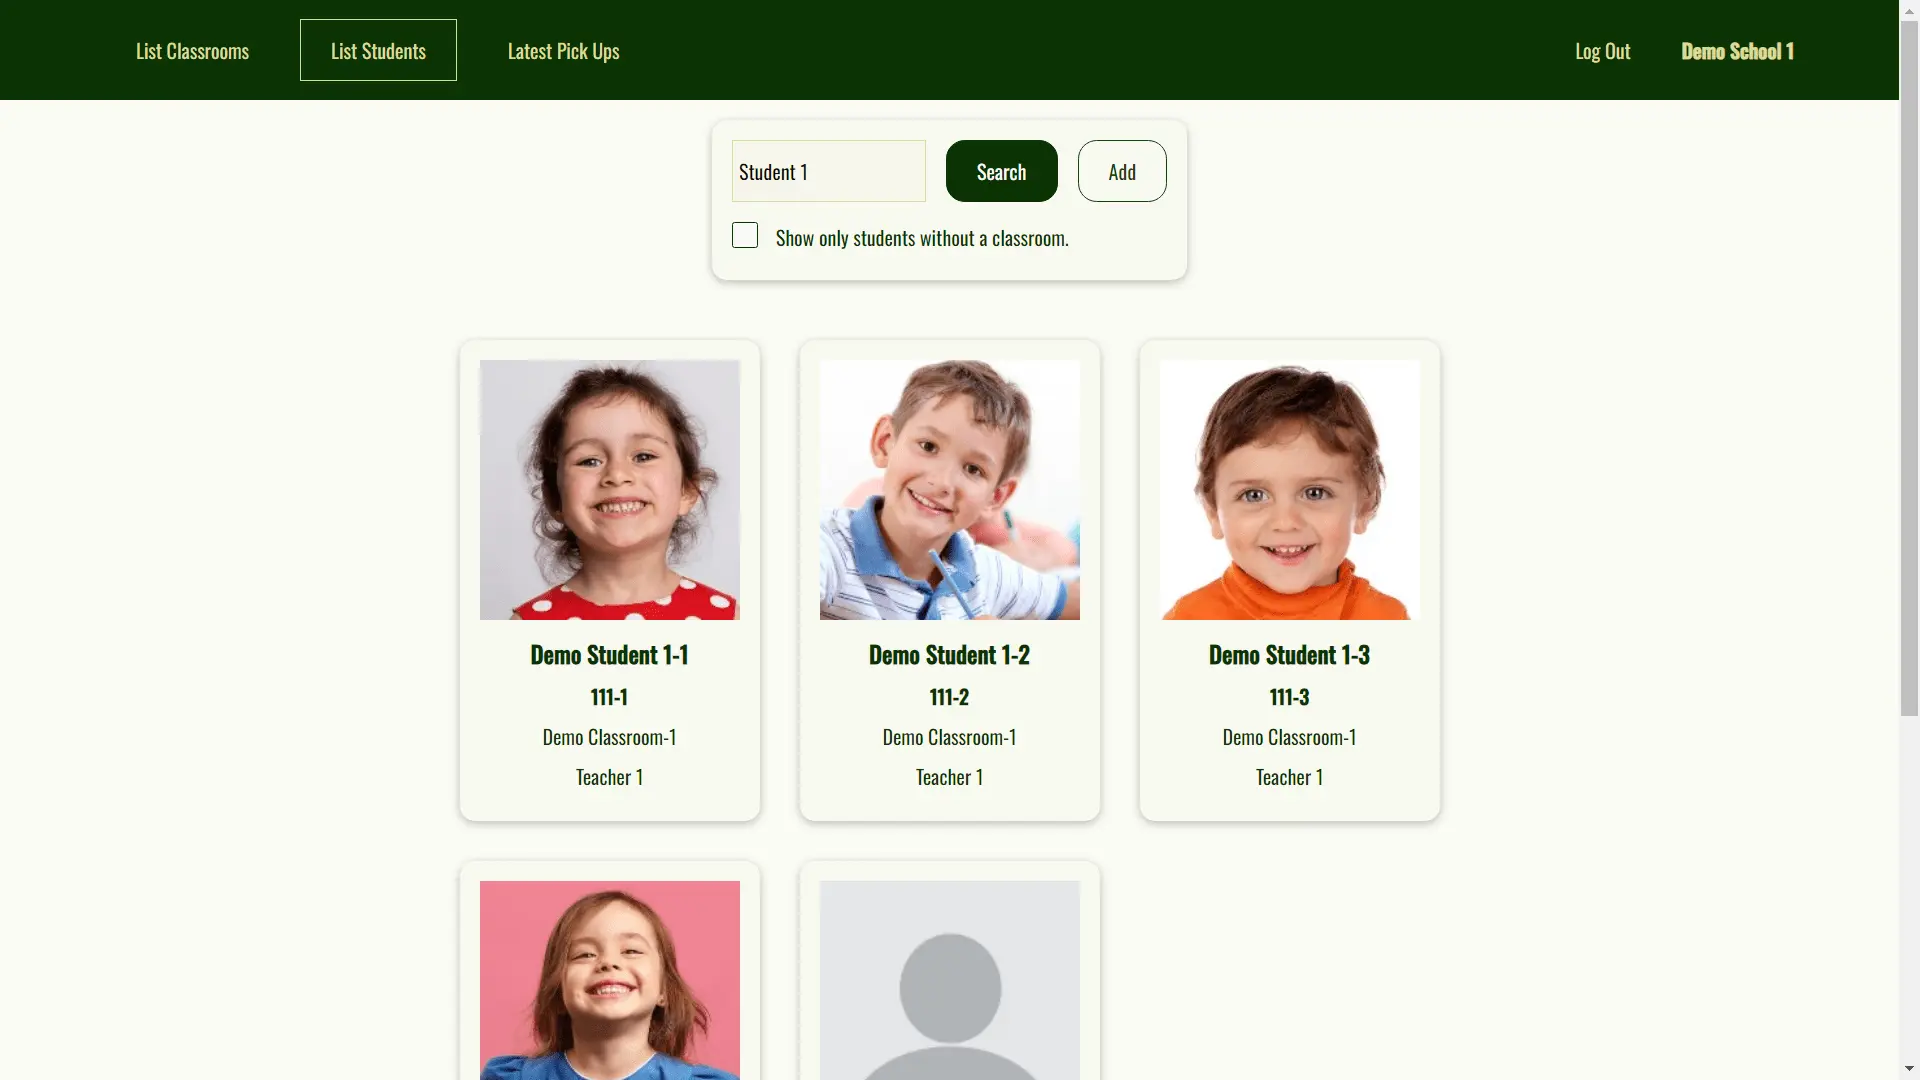 List Classrooms
List Students
Latest Pick Ups
Log Out
Demo School 1
Student 1
Search
Add
Show only students without a classroom.
Demo Student 1-1
111-1
Demo Classroom-1
Teacher 1
Demo Student 1-2
111-2
Demo Classroom-1
Teacher 1
Demo Student 1-3
111-3
Demo Classroom-1
Teacher 1